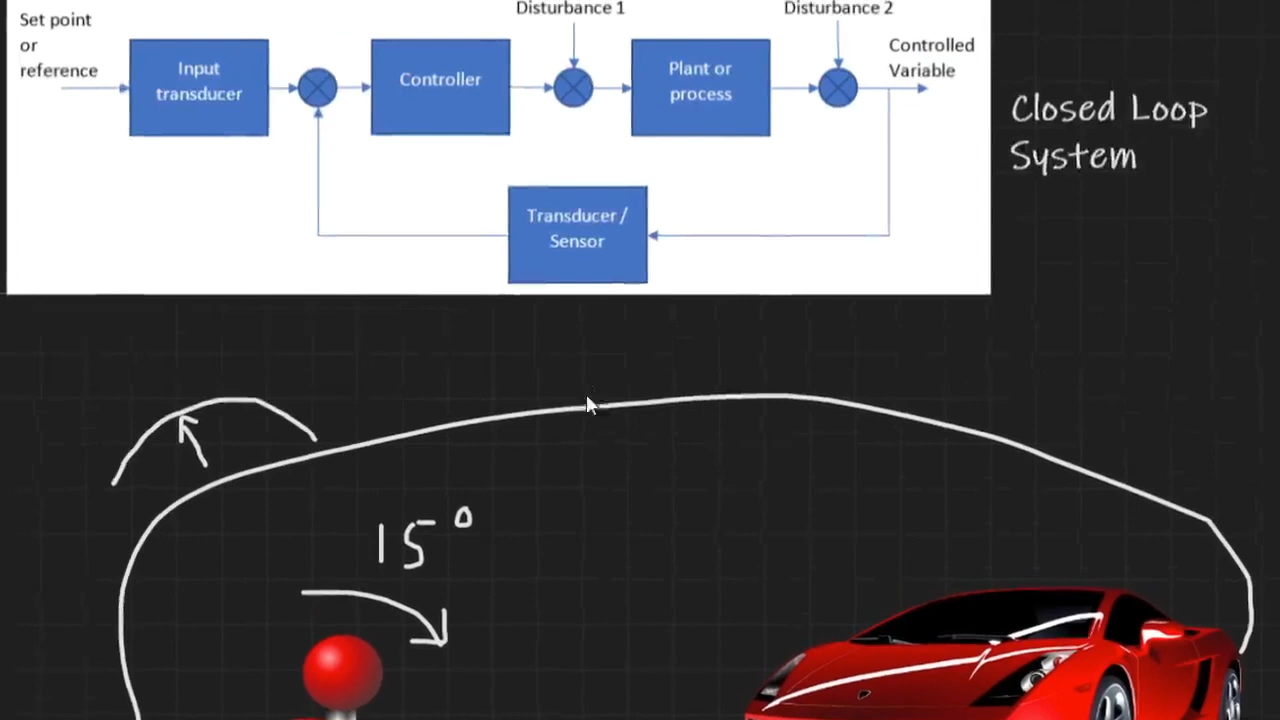 Set point
or
reference
Input
transducer
Controller
Disturbance 1
Plant or
process
Disturbance 2
Controlled
Variable
Transducer /
Sensor
Closed Loop
System
15°